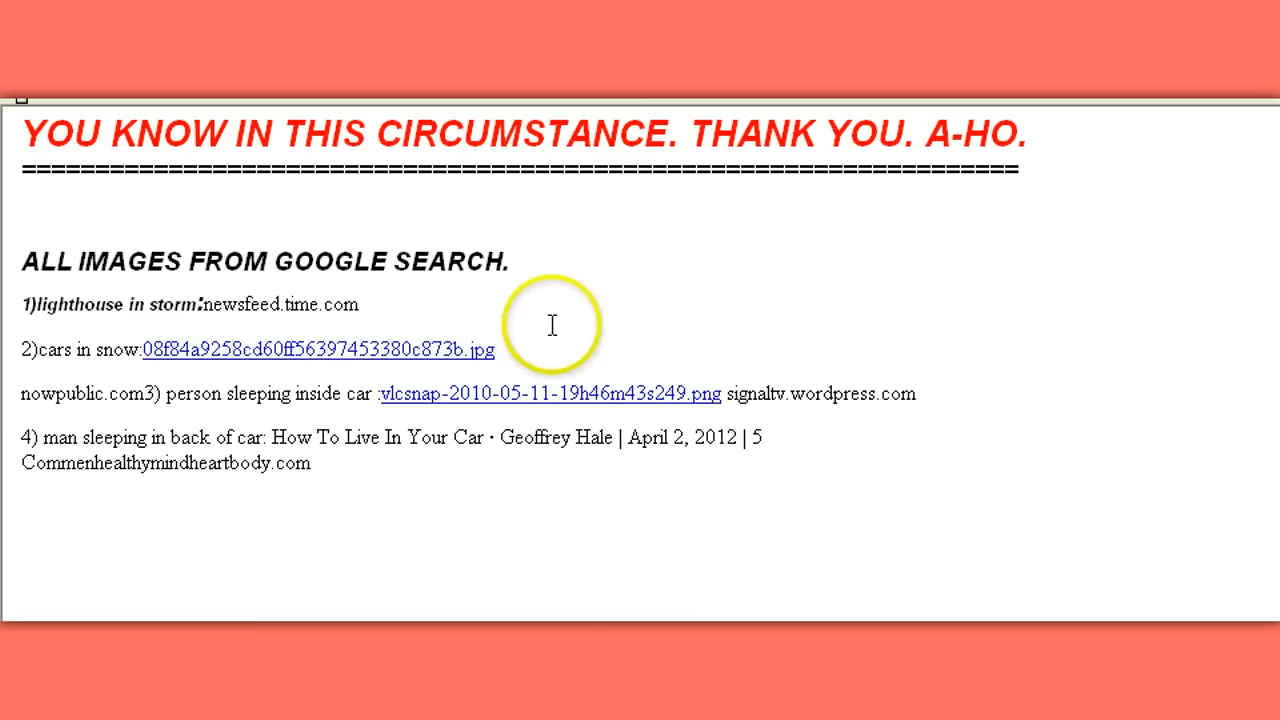 YOU KNOW IN THIS CIRCUMSTANCE. THANK YOU. A-HO.
=====================================================================
ALL IMAGES FROM GOOGLE SEARCH.
1)lighthouse in storm:newsfeed.time.com
2)cars in snow:08f84a9258cd60ff56397453380c873b.jpg
nowpublic.com3) person sleeping inside car :vlcsnap-2010-05-11-19h46m43s249.png signaltv.wordpress.com
4) man sleeping in back of car: How To Live In Your Car · Geoffrey Hale | April 2, 2012 | 5
Commenhealthymindheartbody.com